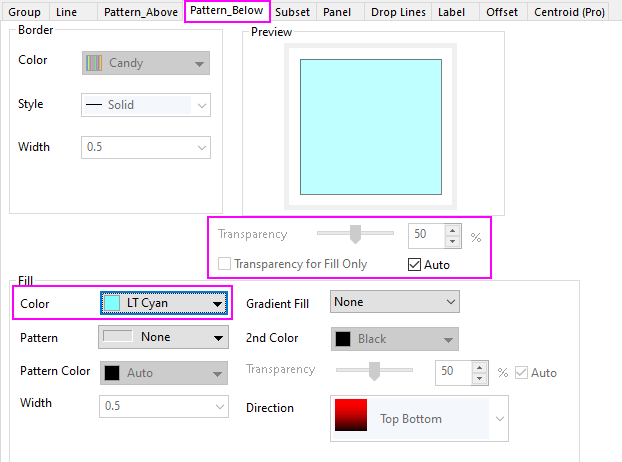 Group Line Pattern_Above Pattern_Below Subset Panel Drop Lines Label Offset Centroid (Pro)
Border
Color Candy
Style Solid
Width 0.5
Preview
Transparency 50 %
Transparency for Fill Only Auto
Fill
Color LT Cyan
Gradient Fill None
Pattern None
2nd Color Black
Pattern Color Auto
Transparency 50 % Auto
Width 0.5
Direction Top Bottom